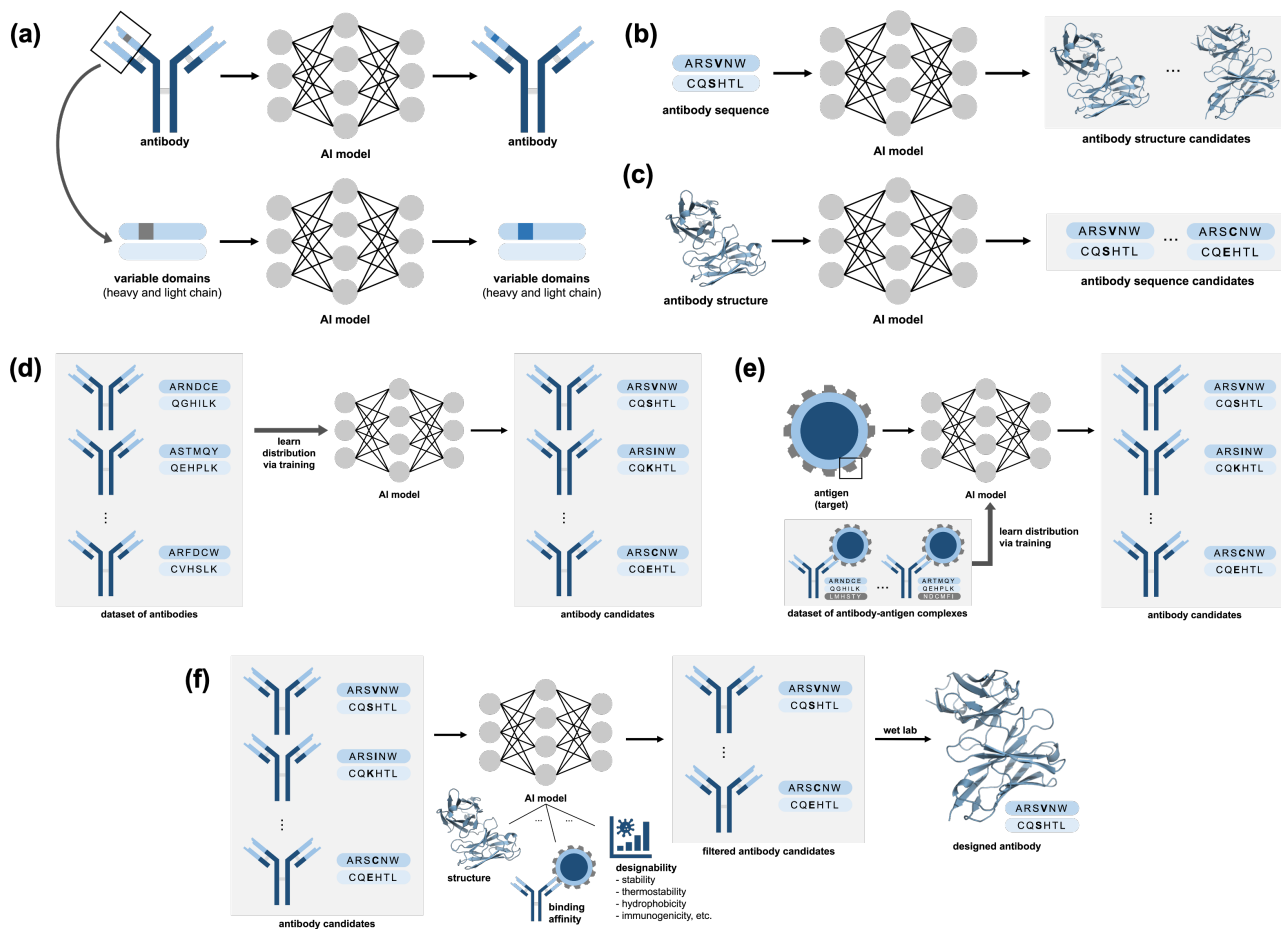 (a)
antibody
AI model
antibody
variable domains
(heavy and light chain)
AI model
variable domains
(heavy and light chain)
(b)
ARSVNW
CQSHTL
antibody sequence
AI model
...
antibody structure candidates
(c)
antibody structure
AI model
ARSVNW
CQSHTL
...
ARSCNW
CQEHTL
antibody sequence candidates
(d)
ARNDCE
QGHILK
ASTMQY
QEHPLK
...
ARFDCW
CVHSLK
dataset of antibodies
learn
distribution
via training
AI model
ARSVNW
CQSHTL
ARSINW
CQKHTL
...
ARSCNW
CQEHTL
antibody candidates
(e)
antigen
(target)
AI model
learn distribution
via training
ARNDCE
QGHILK
LMHSTY
...
ARTMQY
QEHPLK
NDCMFI
dataset of antibody-antigen complexes
ARSVNW
CQSHTL
ARSINW
CQKHTL
...
ARSCNW
CQEHTL
antibody candidates
(f)
ARSVNW
CQSHTL
ARSINW
CQKHTL
...
ARSCNW
CQEHTL
antibody candidates
AI model
... ...
structure
binding
affinity
designability
- stability
- thermostability
- hydrophobicity
- immunogenicity, etc.
ARSVNW
CQSHTL
...
ARSCNW
CQEHTL
filtered antibody candidates
wet lab
ARSVNW
CQSHTL
designed antibody